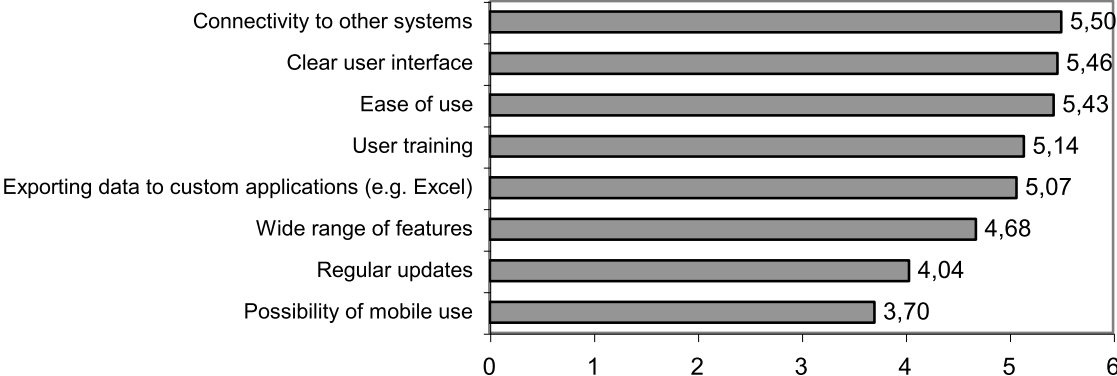 Connectivity to other systems 5,50
Clear user interface 5,46
Ease of use 5,43
User training 5,14
Exporting data to custom applications (e.g. Excel) 5,07
Wide range of features 4,68
Regular updates 4,04
Possibility of mobile use 3,70
0 1 2 3 4 5 6